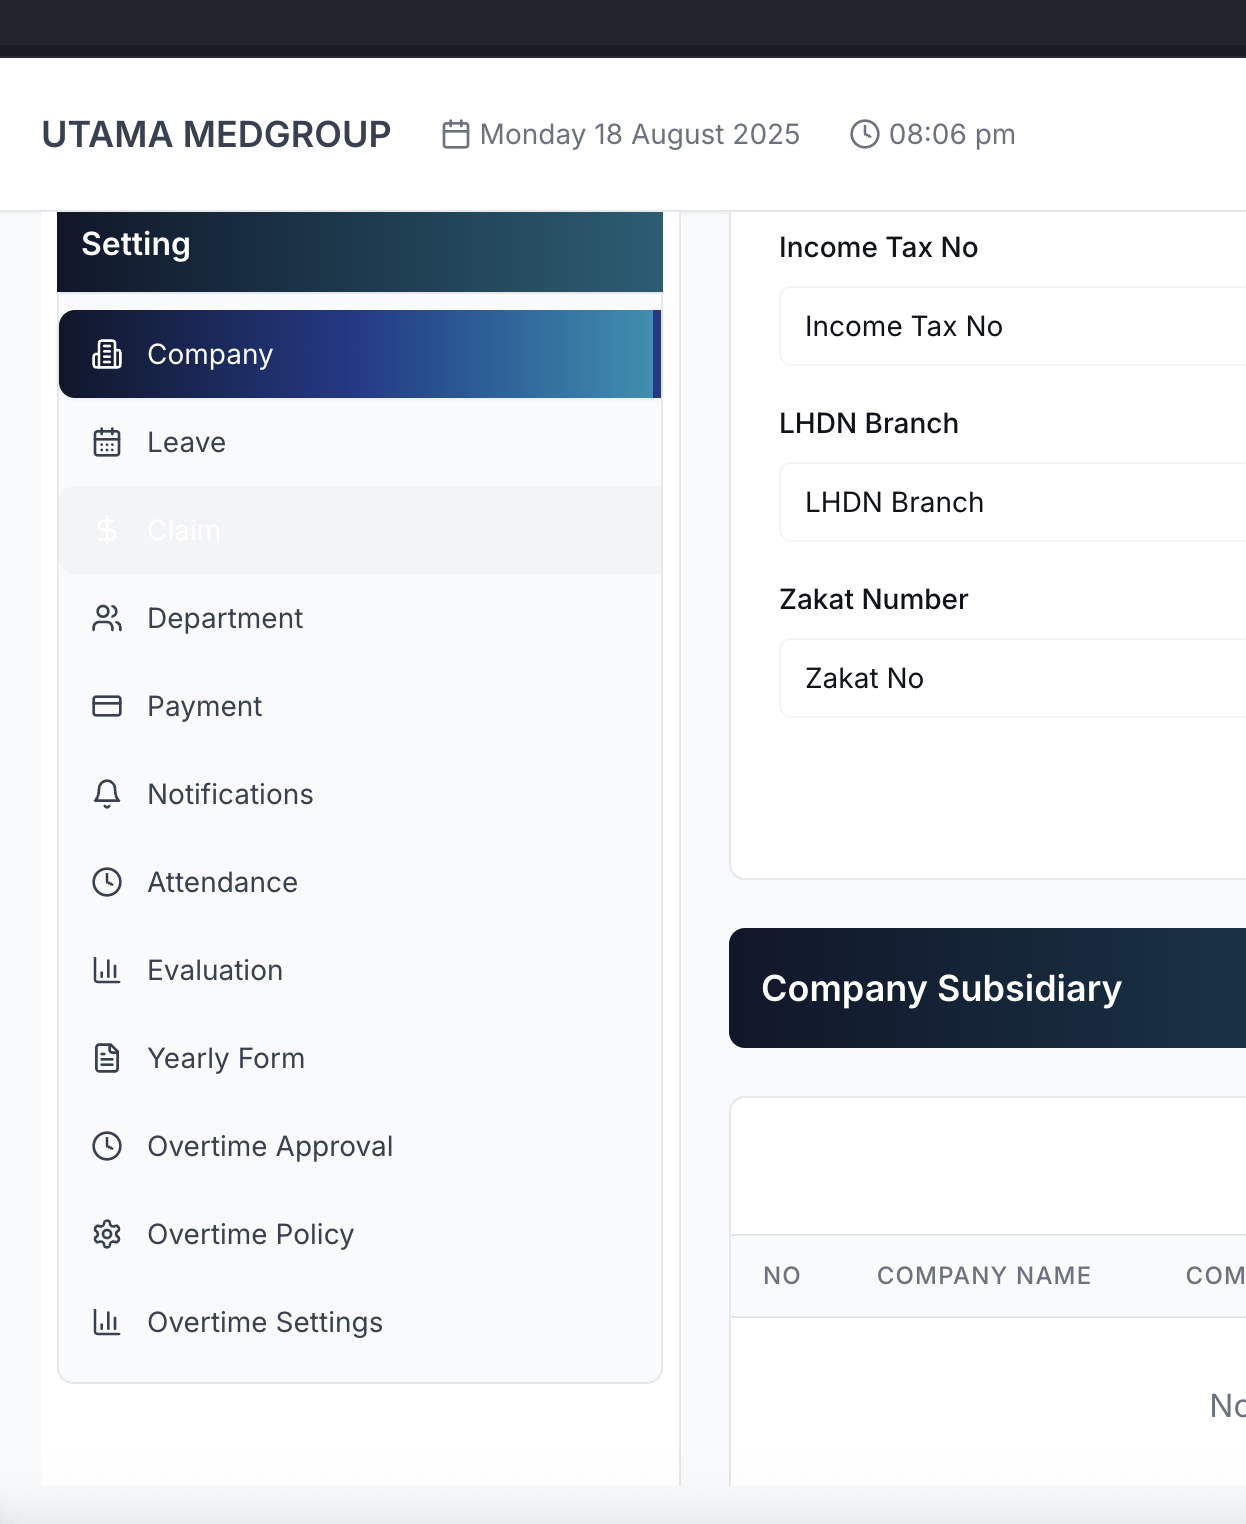 UTAMA MEDGROUP
Monday 18 August 2025
08:06 pm
Setting
Company
Leave
Claim
Department
Payment
Notifications
Attendance
Evaluation
Yearly Form
Overtime Approval
Overtime Policy
Overtime Settings
Income Tax No
Income Tax No
LHDN Branch
LHDN Branch
Zakat Number
Zakat No
Company Subsidiary
NO COMPANY NAME